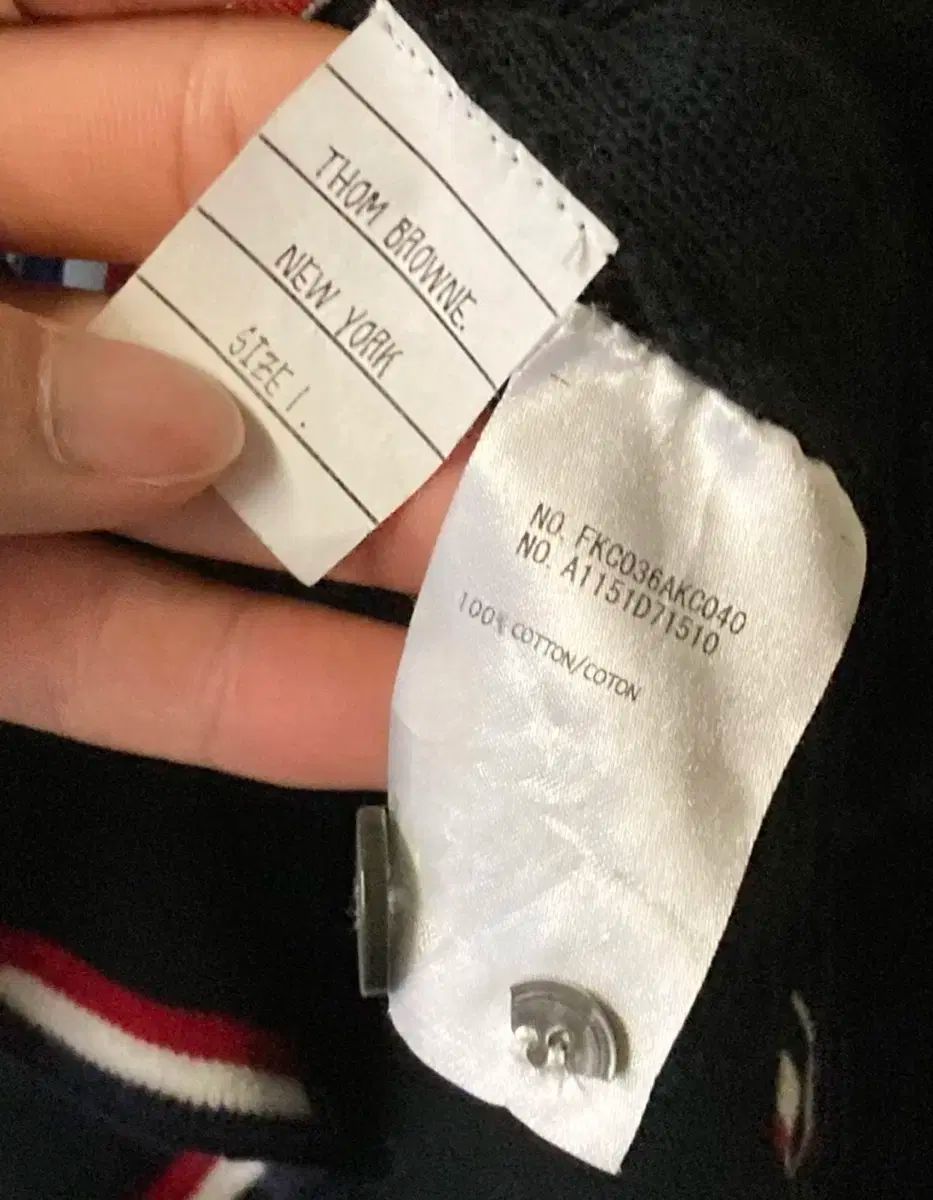 THOM BROWNE.
NEW YORK
SIZE 1.
NO. FKC036AKC040
NO. A1151D71510
100% COTTON/COTON